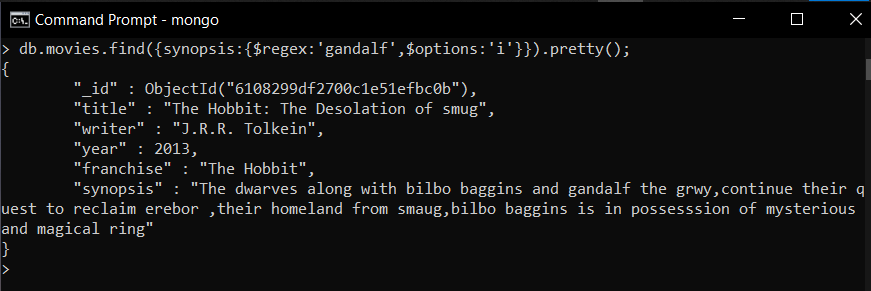 Command Prompt - mongo
> db.movies.find({synopsis:{$regex:'gandalf',$options:'i'}}).pretty();
{
"_id" : ObjectId("6108299df2700c1e51efbc0b"),
"title" : "The Hobbit: The Desolation of smug",
"writer" : "J.R.R. Tolkein",
"year" : 2013,
"franchise" : "The Hobbit",
"synopsis" : "The dwarves along with bilbo baggins and gandalf the grwy,continue their q
uest to reclaim erebor ,their homeland from smaug,bilbo baggins is in possesssion of mysterious
and magical ring"
}
>